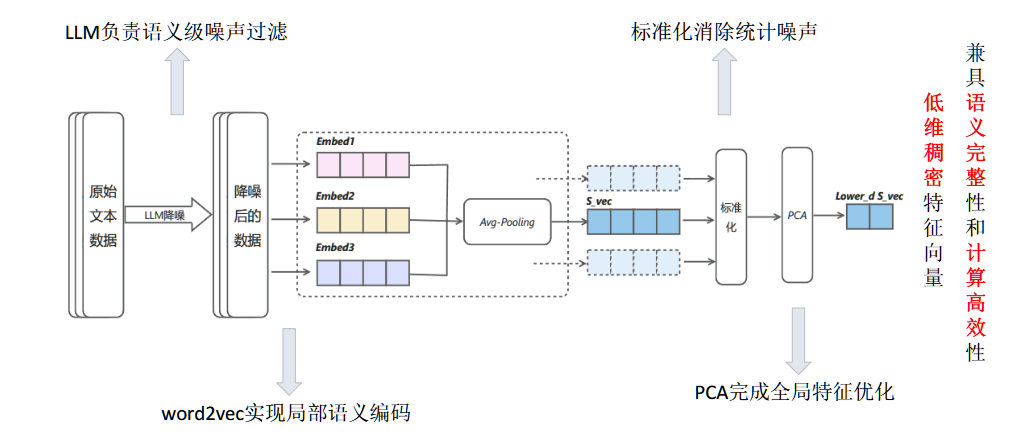 LLM负责语义级噪声过滤
标准化消除统计噪声
原始
文本
数据
LLM降噪
降噪
后的
数据
Embed1
Embed2
Embed3
Avg-Pooling
S_vec
标准
化
PCA
Lower_d S_vec
兼具语义完整性和计算高效性
低维稠密特征向量
word2vec实现局部语义编码
PCA完成全局特征优化